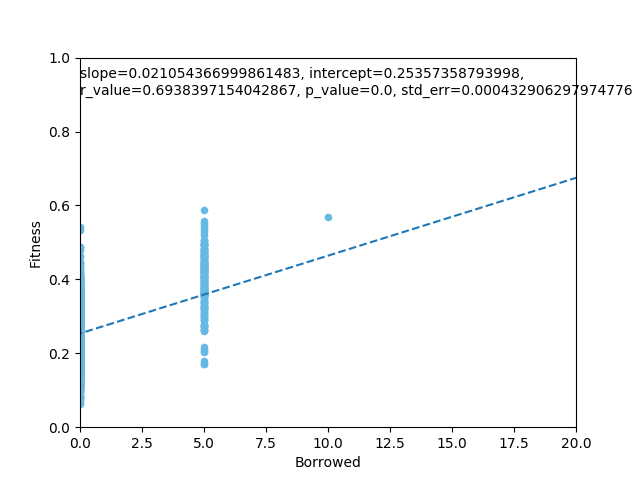 slope=0.021054366999861483, intercept=0.25357358793998,
r_value=0.6938397154042867, p_value=0.0, std_err=0.000432906297974776
1.0
0.8
0.6
0.4
0.2
0.0
Fitness
0.0 2.5 5.0 7.5 10.0 12.5 15.0 17.5 20.0
Borrowed